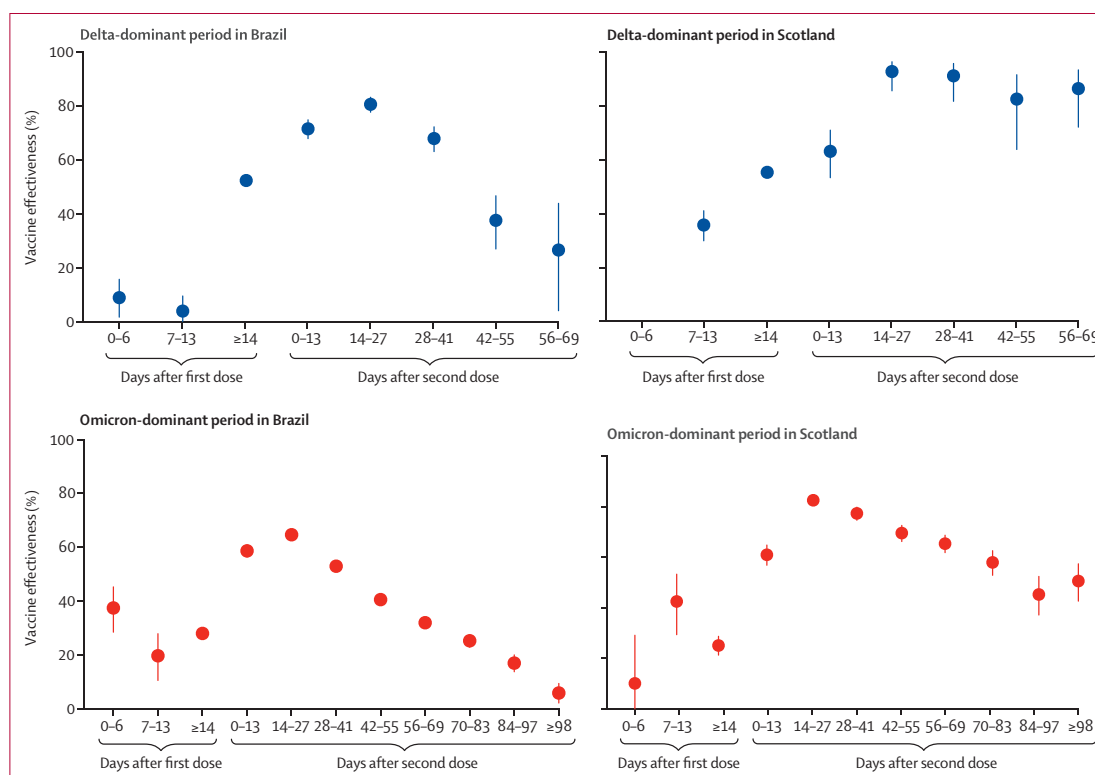 Delta-dominant period in Brazil
Delta-dominant period in Scotland
100
80
60
40
20
0
Vaccine effectiveness (%)
0–6 7–13 ≥14 0–13 14–27 28–41 42–55 56–69
Days after first dose Days after second dose
0–6 7–13 ≥14 0–13 14–27 28–41 42–55 56–69
Days after first dose Days after second dose
Omicron-dominant period in Brazil
Omicron-dominant period in Scotland
100
80
60
40
20
0
Vaccine effectiveness (%)
0–6 7–13 ≥14 0–13 14–27 28–41 42–55 56–69 70–83 84–97 ≥98
Days after first dose Days after second dose
0–6 7–13 ≥14 0–13 14–27 28–41 42–55 56–69 70–83 84–97 ≥98
Days after first dose Days after second dose